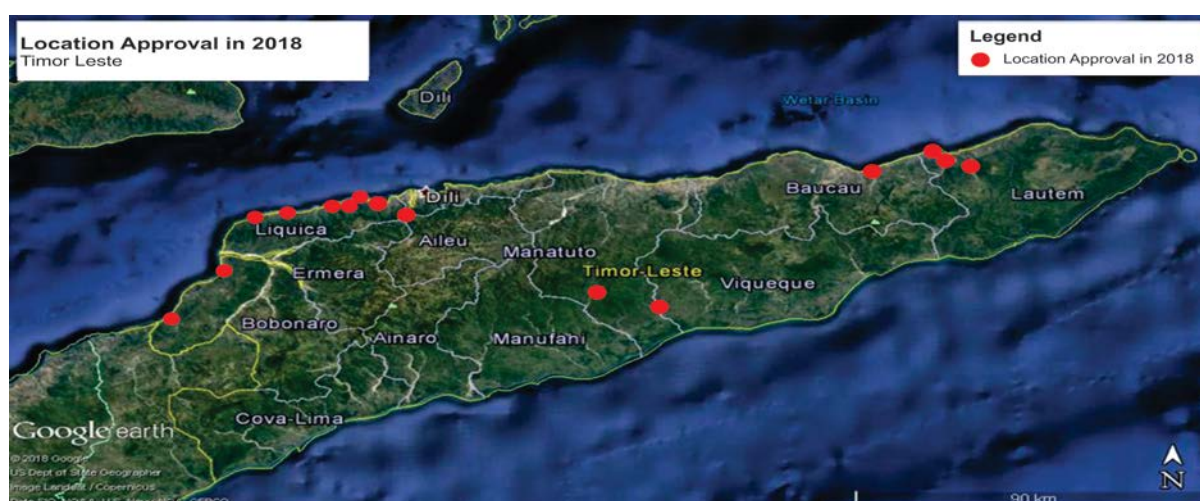 Location Approval in 2018
Timor Leste
Legend
Location Approval in 2018
Dili
Wetar Basin
Dili
Baucau
Lautem
Liquica
Aileu
Manatuto
Ermera
Timor-Leste
Viqueque
Bobonaro
Ainaro
Manufahi
Cova-Lima
Google earth
© 2018 Google
US Dept of State Geographer
Image Landsat / Copernicus
90 km
N